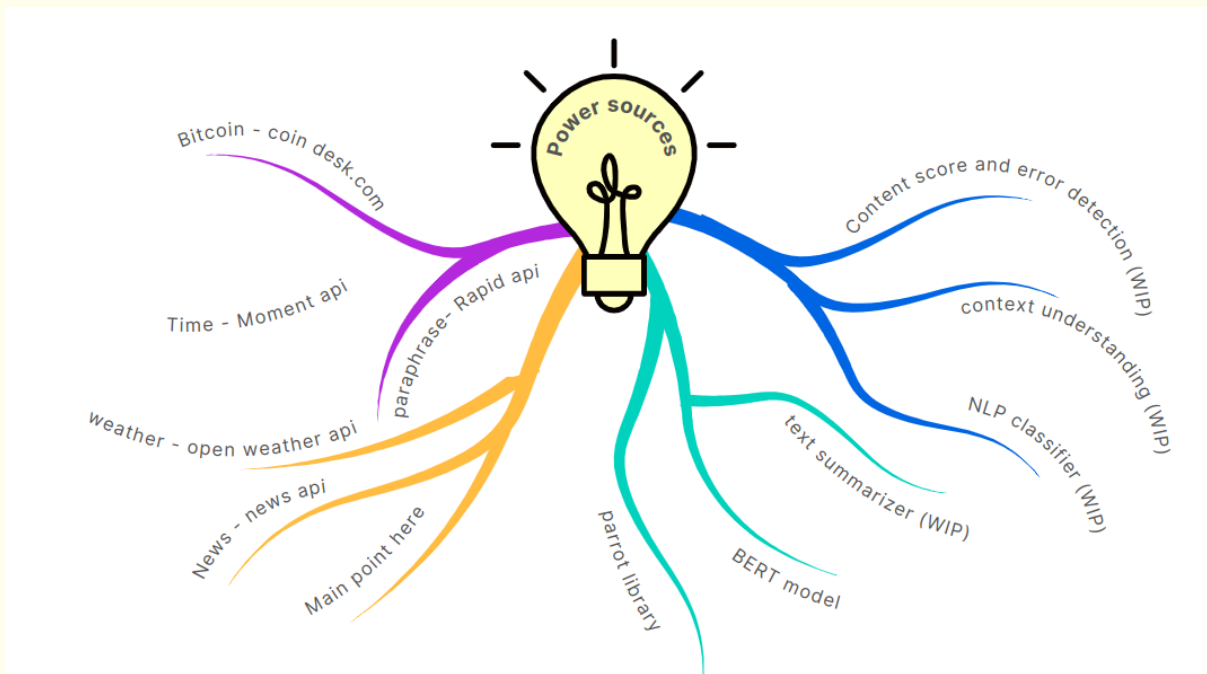 Power sources
Bitcoin - coin desk.com
Time - Moment api
paraphrase- Rapid api
weather - open weather api
News - news api
Main point here
parrot library
BERT model
text summarizer (WIP)
NLP classifier (WIP)
context understanding (WIP)
Content score and error detection (WIP)